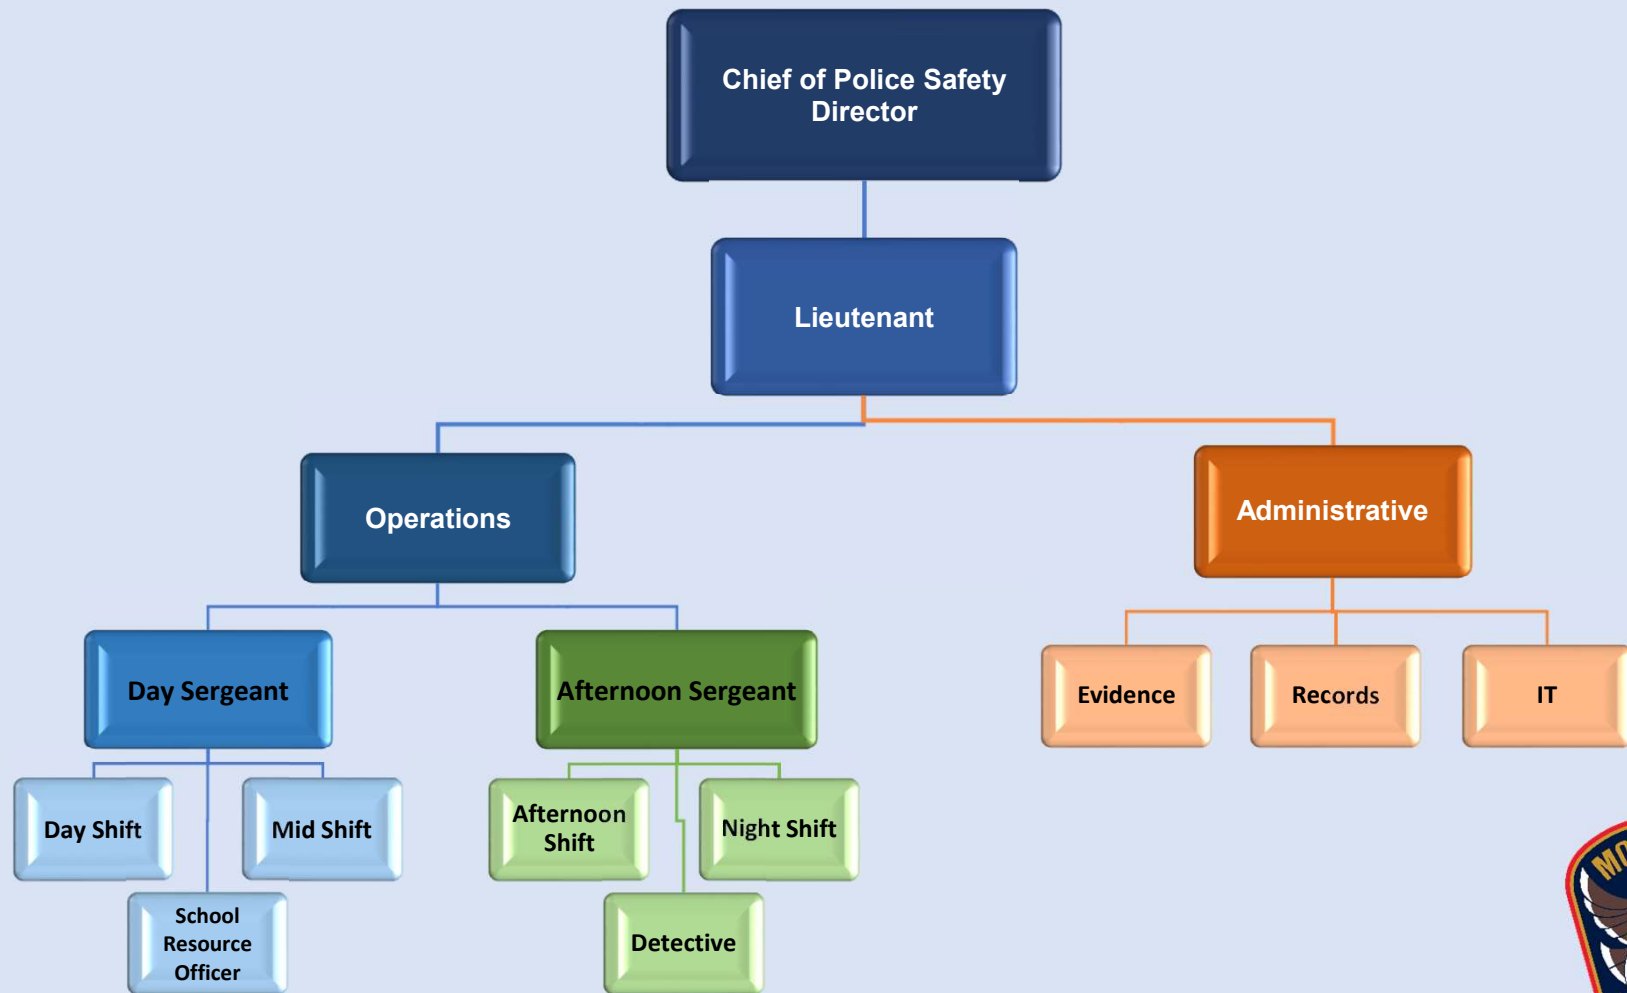 Chief of Police Safety
Director
Lieutenant
Operations
Administrative
Day Sergeant
Afternoon Sergeant
Evidence
Records
IT
Day Shift
Mid Shift
Afternoon
Shift
Night Shift
School
Resource
Officer
Detective